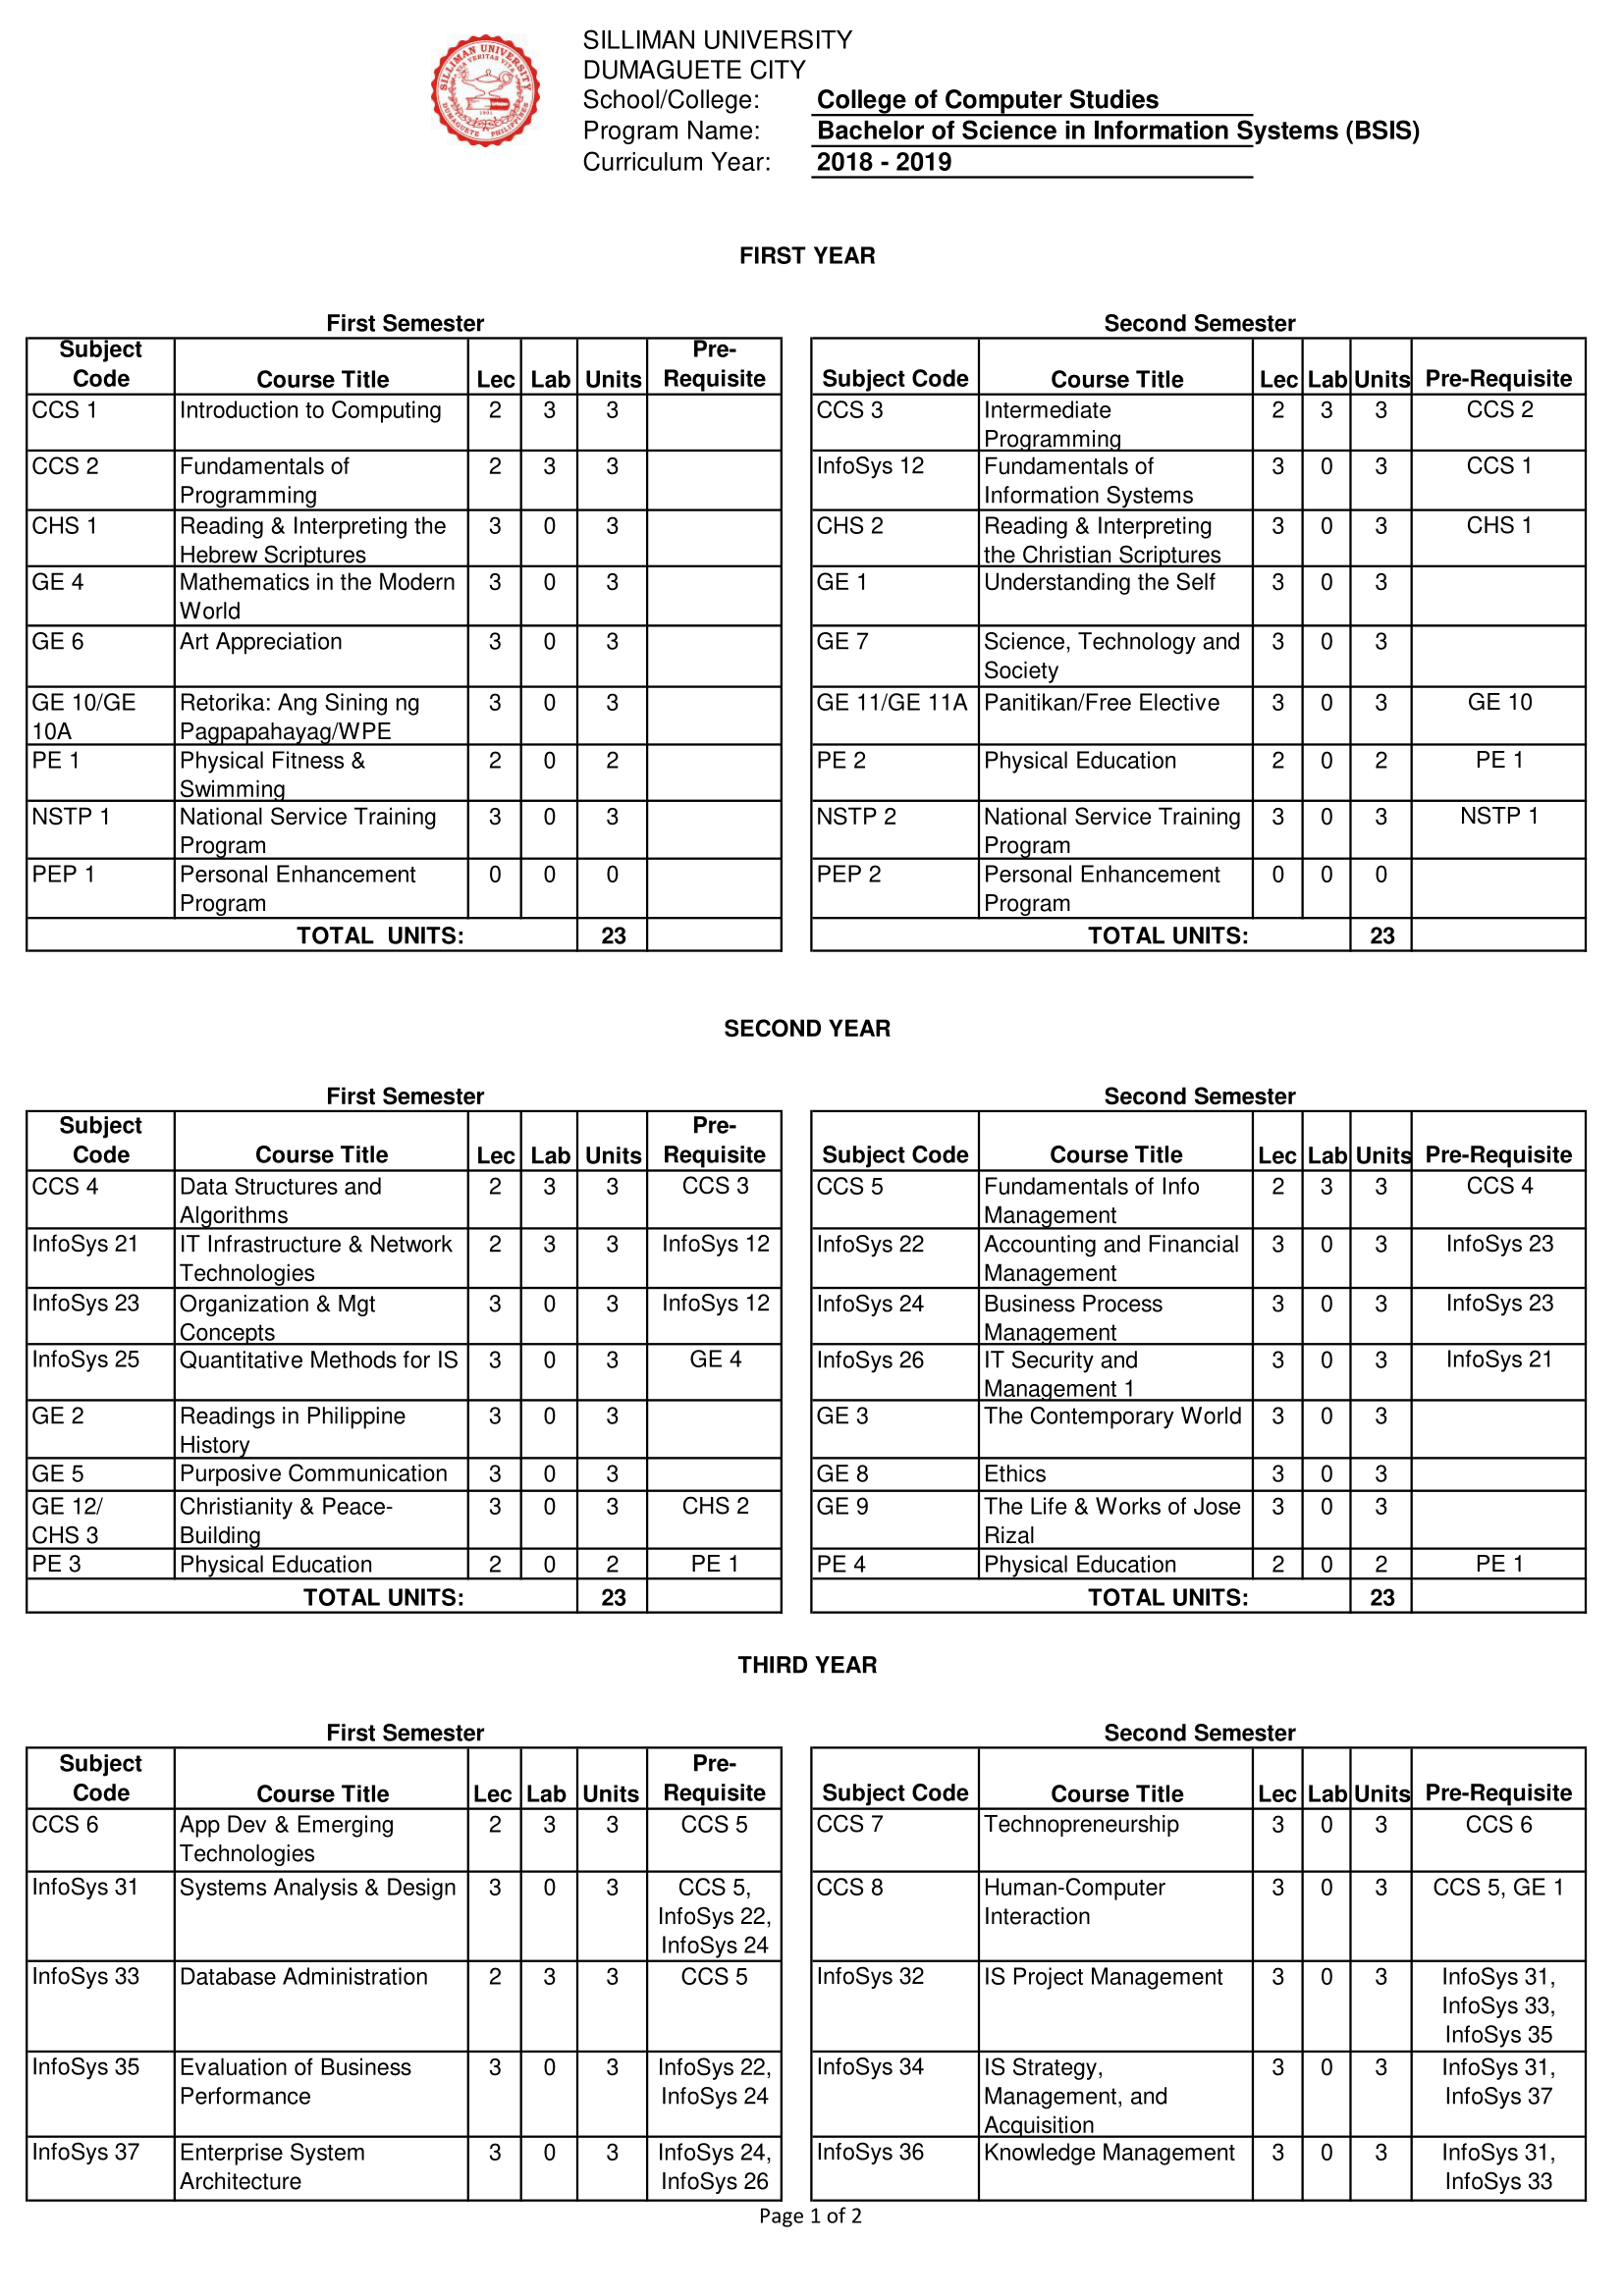 SILLIMAN UNIVERSITY
DUMAGUETE CITY
School/College: College of Computer Studies
Program Name: Bachelor of Science in Information Systems (BSIS)
Curriculum Year: 2018 - 2019
SILLIMAN UNIVERSITY
VIA VERITAS VITA
1901
DUMAGUETE PHILIPPINES
FIRST YEAR
First Semester
Subject
Code Course Title Lec Lab Units Pre-
Requisite
CCS 1 Introduction to Computing 2 3 3
CCS 2 Fundamentals of 2 3 3
Programming
CHS 1 Reading & Interpreting the 3 0 3
Hebrew Scriptures
GE 4 Mathematics in the Modern 3 0 3
World
GE 6 Art Appreciation 3 0 3
GE 10/GE Retorika: Ang Sining ng 3 0 3
10A Pagpapahayag/WPE
PE 1 Physical Fitness & 2 0 2
Swimming
NSTP 1 National Service Training 3 0 3
Program
PEP 1 Personal Enhancement 0 0 0
Program
TOTAL UNITS: 23
Second Semester
Subject Code Course Title Lec Lab Units Pre-Requisite
CCS 3 Intermediate 2 3 3 CCS 2
Programming
InfoSys 12 Fundamentals of 3 0 3 CCS 1
Information Systems
CHS 2 Reading & Interpreting 3 0 3 CHS 1
the Christian Scriptures
GE 1 Understanding the Self 3 0 3
GE 7 Science, Technology and 3 0 3
Society
GE 11/GE 11A Panitikan/Free Elective 3 0 3 GE 10
PE 2 Physical Education 2 0 2 PE 1
NSTP 2 National Service Training 3 0 3 NSTP 1
Program
PEP 2 Personal Enhancement 0 0 0
Program
TOTAL UNITS: 23
SECOND YEAR
First Semester
Subject
Code Course Title Lec Lab Units Pre-
Requisite
CCS 4 Data Structures and 2 3 3 CCS 3
Algorithms
InfoSys 21 IT Infrastructure & Network 2 3 3 InfoSys 12
Technologies
InfoSys 23 Organization & Mgt 3 0 3 InfoSys 12
Concepts
InfoSys 25 Quantitative Methods for IS 3 0 3 GE 4
GE 2 Readings in Philippine 3 0 3
History
GE 5 Purposive Communication 3 0 3
GE 12/ Christianity & Peace- 3 0 3 CHS 2
CHS 3 Building
PE 3 Physical Education 2 0 2 PE 1
TOTAL UNITS: 23
Second Semester
Subject Code Course Title Lec Lab Units Pre-Requisite
CCS 5 Fundamentals of Info 2 3 3 CCS 4
Management
InfoSys 22 Accounting and Financial 3 0 3 InfoSys 23
Management
InfoSys 24 Business Process 3 0 3 InfoSys 23
Management
InfoSys 26 IT Security and 3 0 3 InfoSys 21
Management 1
GE 3 The Contemporary World 3 0 3
GE 8 Ethics 3 0 3
GE 9 The Life & Works of Jose 3 0 3
Rizal
PE 4 Physical Education 2 0 2 PE 1
TOTAL UNITS: 23
THIRD YEAR
First Semester
Subject
Code Course Title Lec Lab Units Pre-
Requisite
CCS 6 App Dev & Emerging 2 3 3 CCS 5
Technologies
InfoSys 31 Systems Analysis & Design 3 0 3 CCS 5,
InfoSys 22,
InfoSys 24
InfoSys 33 Database Administration 2 3 3 CCS 5
InfoSys 35 Evaluation of Business 3 0 3 InfoSys 22,
Performance InfoSys 24
InfoSys 37 Enterprise System 3 0 3 InfoSys 24,
Architecture InfoSys 26
Second Semester
Subject Code Course Title Lec Lab Units Pre-Requisite
CCS 7 Technopreneurship 3 0 3 CCS 6
CCS 8 Human-Computer 3 0 3 CCS 5, GE 1
Interaction
InfoSys 32 IS Project Management 3 0 3 InfoSys 31,
InfoSys 33,
InfoSys 35
InfoSys 34 IS Strategy, 3 0 3 InfoSys 31,
Management, and InfoSys 37
Acquisition
InfoSys 36 Knowledge Management 3 0 3 InfoSys 31,
InfoSys 33
Page 1 of 2